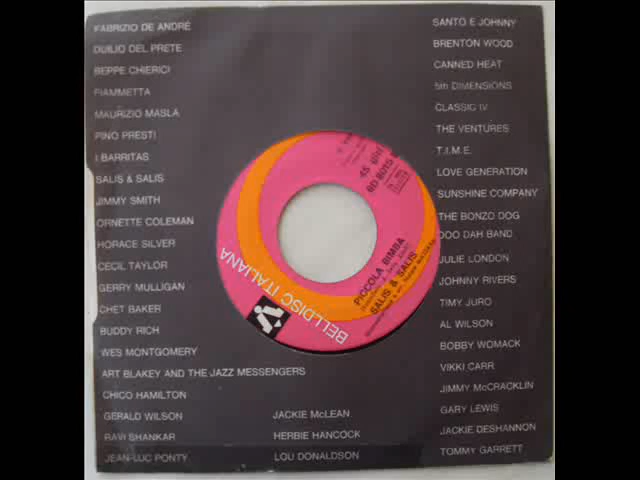 FABRIZIO DE ANDRÉ
DUILIO DEL PRETE
BEPPE CHIERICI
FIAMMETTA
MAURIZIO MASLA
PINO PRESTI
I BARRITAS
SALIS & SALIS
JIMMY SMITH
ORNETTE COLEMAN
HORACE SILVER
CECIL TAYLOR
GERRY MULLIGAN
CHET BAKER
BUDDY RICH
WES MONTGOMERY
ART BLAKEY AND THE JAZZ MESSENGERS
CHICO HAMILTON
GERALD WILSON
RAVI SHANKAR
JEAN-LUC PONTY
JACKIE McLEAN
HERBIE HANCOCK
LOU DONALDSON
SANTO E JOHNNY
BRENTON WOOD
CANNED HEAT
5th DIMENSIONS
CLASSIC IV
THE VENTURES
T.I.M.E.
LOVE GENERATION
SUNSHINE COMPANY
THE BONZO DOG
DOO DAH BAND
JULIE LONDON
JOHNNY RIVERS
TIMY JURO
AL WILSON
BOBBY WOMACK
VIKKI CARR
JIMMY McCRACKLIN
GARY LEWIS
JACKIE DESHANNON
TOMMY GARRETT
BELLDISC ITALIANA
45 GIRI
BD 8015
PICCOLA BIMBA
SALIS & SALIS